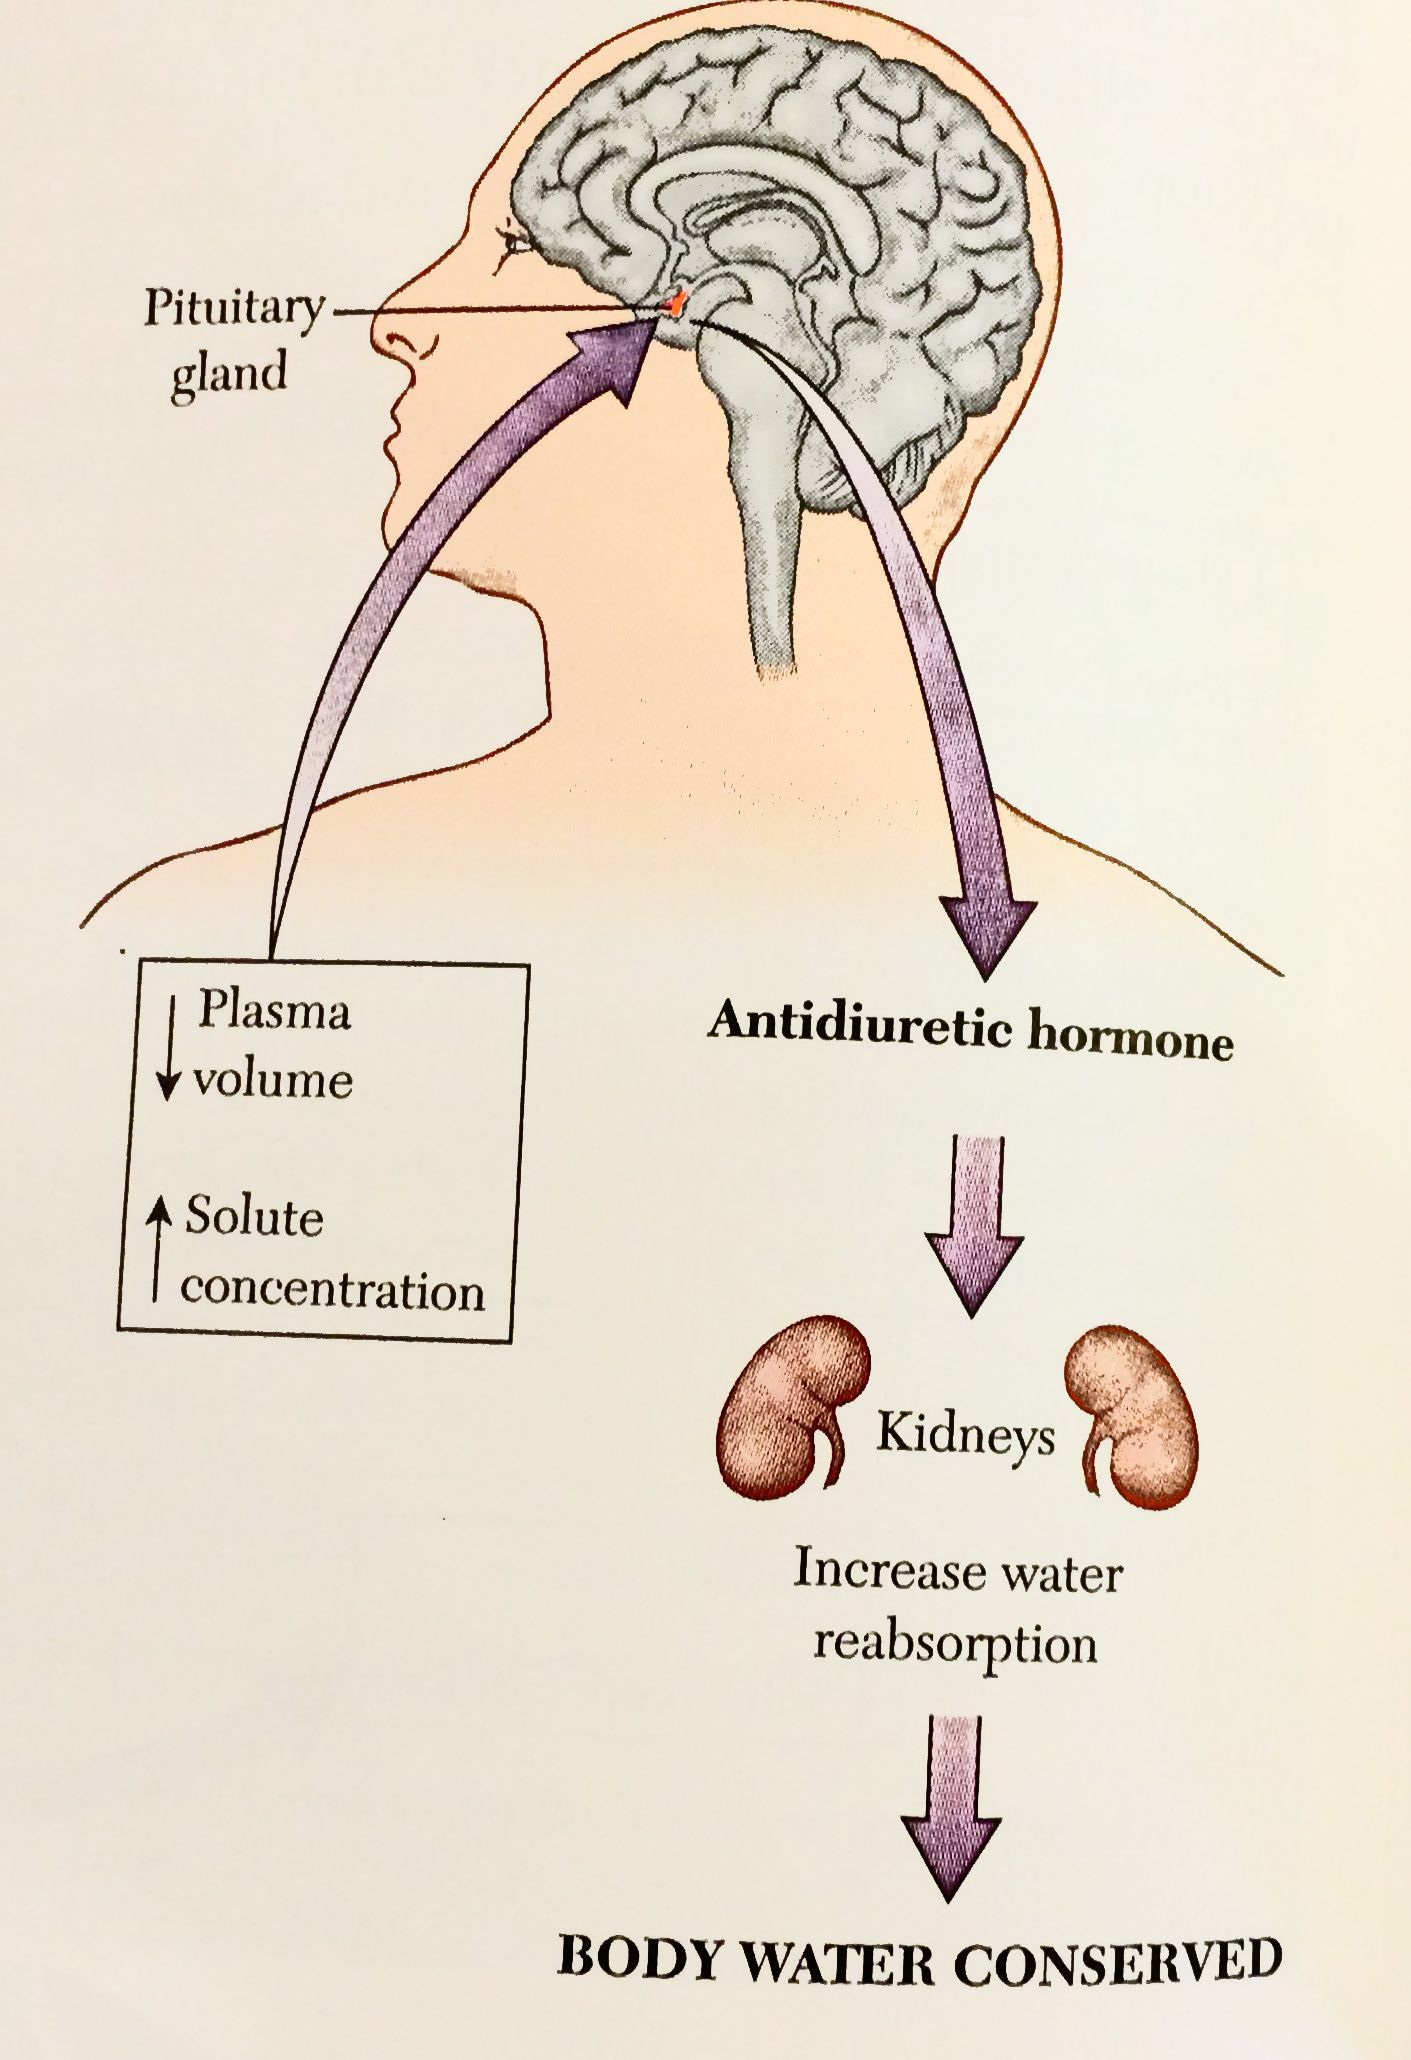 Pituitary
gland
Plasma
volume
Solute
concentration
Antidiuretic hormone
Kidneys
Increase water
reabsorption
BODY WATER CONSERVED